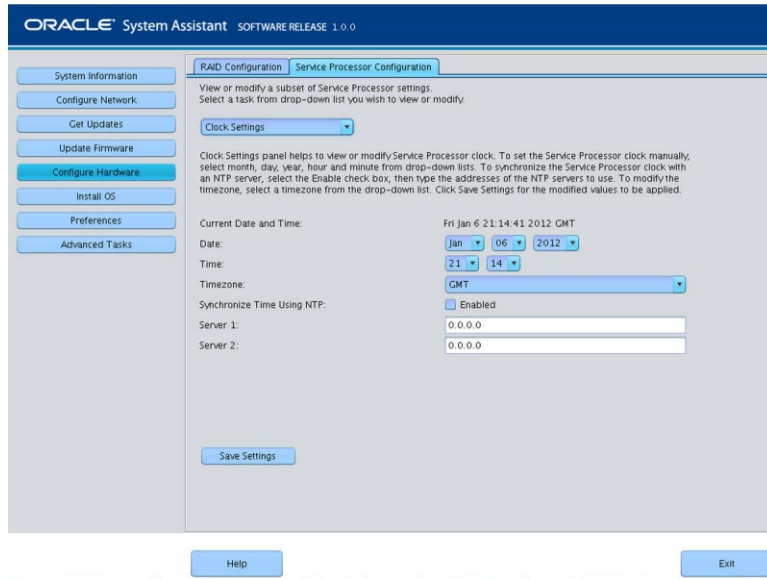 ORACLE® System Assistant SOFTWARE RELEASE 1.0.0
System Information
Configure Network
Get Updates
Update Firmware
Configure Hardware
Install OS
Preferences
Advanced Tasks
RAID Configuration
Service Processor Configuration
View or modify a subset of Service Processor settings.
Select a task from drop-down list you wish to view or modify.
Clock Settings
Clock Settings panel helps to view or modify Service Processor clock. To set the Service Processor clock manually,
select month, day, year, hour and minute from drop-down lists. To synchronize the Service Processor clock with
an NTP server, select the Enable check box, then type the addresses of the NTP servers to use. To modify the
timezone, select a timezone from the drop-down list. Click Save Settings for the modified values to be applied.
Current Date and Time: Fri Jan 6 21:14:41 2012 GMT
Date: Jan 06 2012
Time: 21 14
Timezone: GMT
Synchronize Time Using NTP: Enabled
Server 1: 0.0.0.0
Server 2: 0.0.0.0
Save Settings
Help
Exit